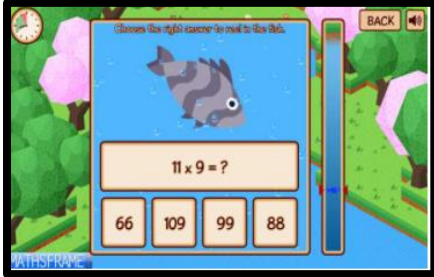 BACK
Choose the right answer to reel in the fish.
11 x 9 = ?
66 109 99 88
MATHSFRAME